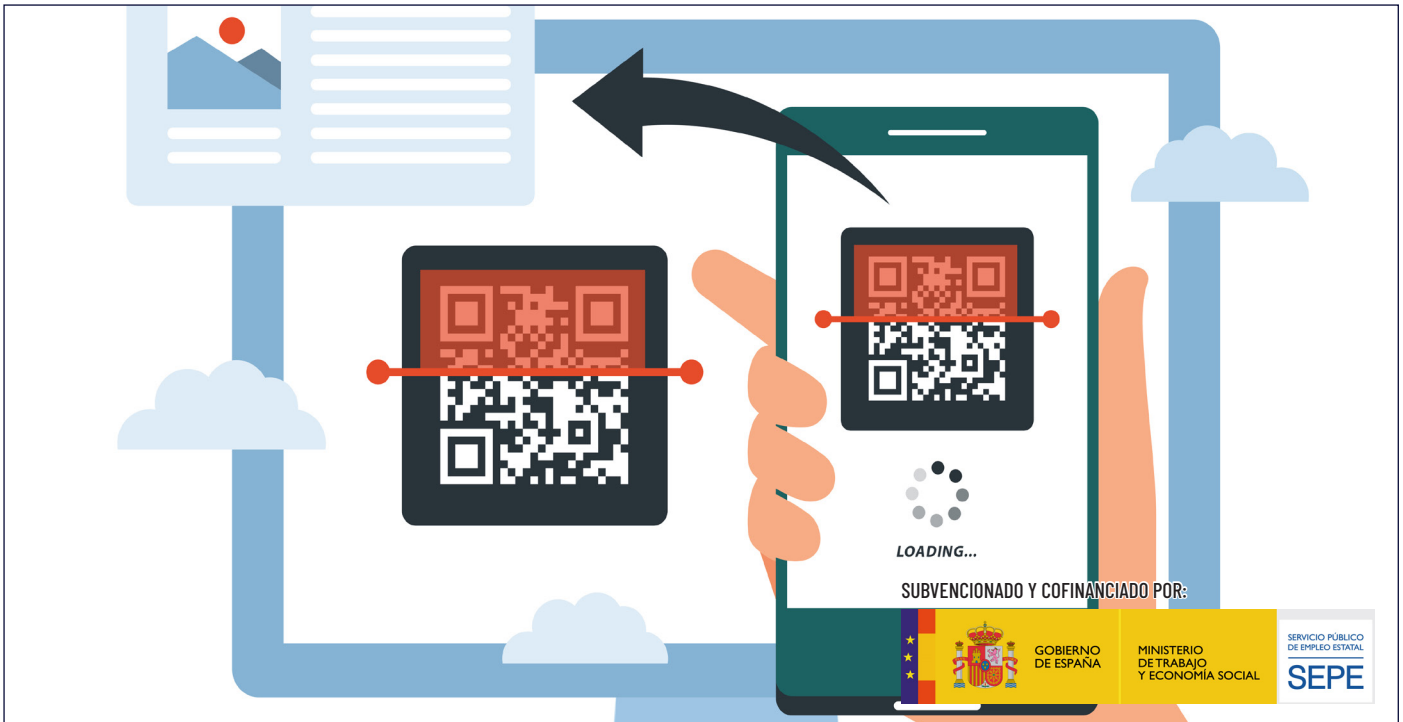 LOADING...
SUBVENCIONADO Y COFINANCIADO POR:
GOBIERNO
DE ESPAÑA
MINISTERIO
DE TRABAJO
Y ECONOMÍA SOCIAL
SERVICIO PÚBLICO
DE EMPLEO ESTATAL
SEPE